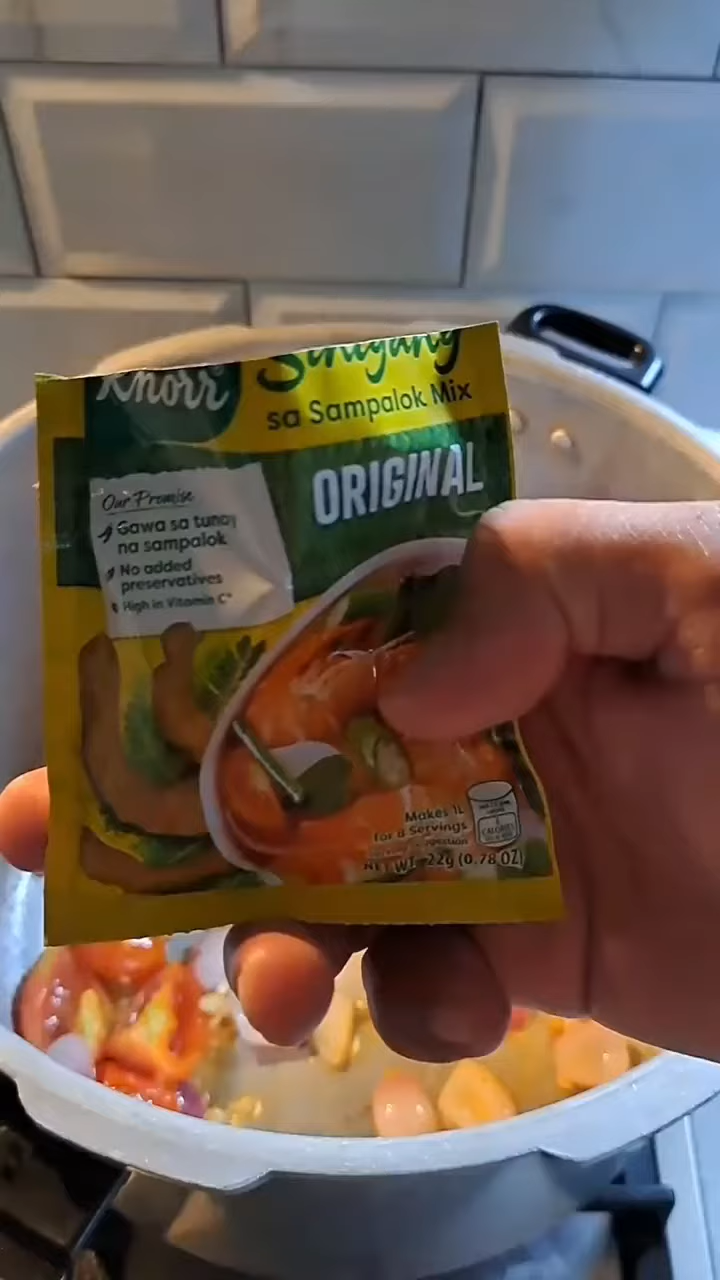 Knorr
Sinigang
sa Sampalok Mix
ORIGINAL
Our Promise
Gawa sa tunay
na sampalok
No added
preservatives
High in Vitamin C*
Makes 1L
for 8 Servings
NET WT. 22g (0.78 OZ)
CALORIES